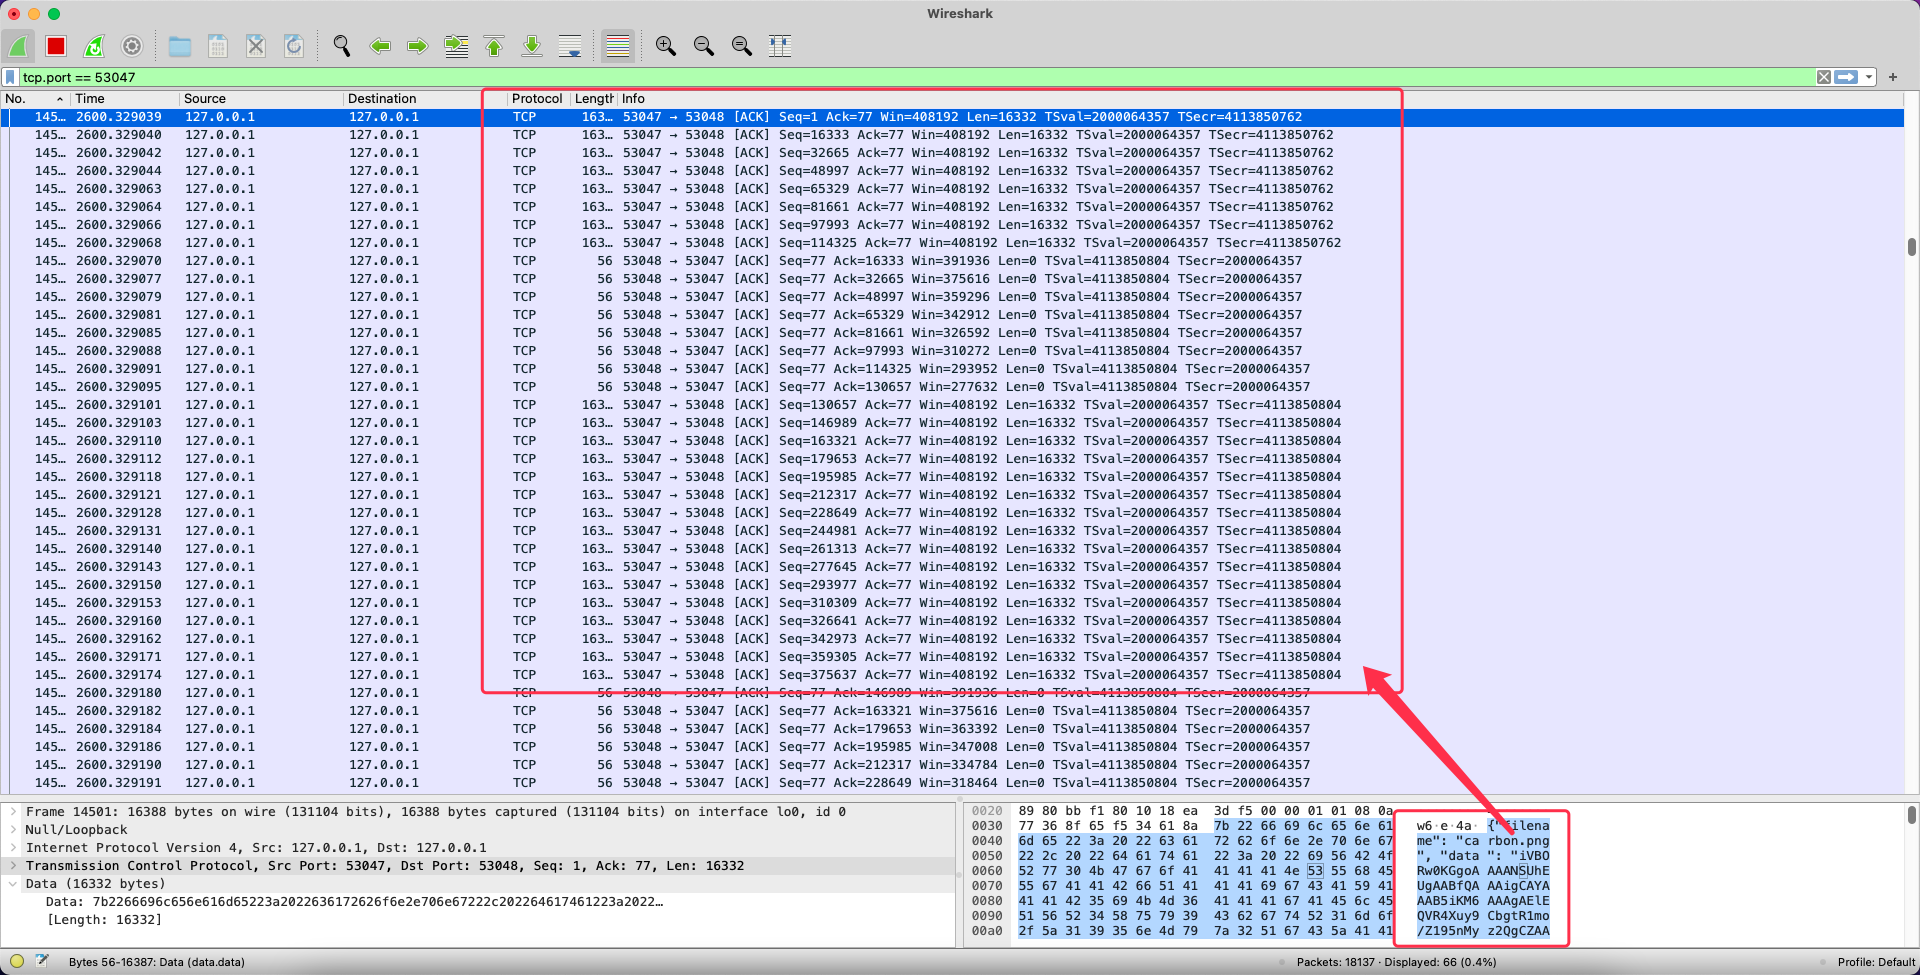 Wireshark
tcp.port == 53047
No. Time Source Destination Protocol Length Info
145… 2600.329039 127.0.0.1 127.0.0.1 TCP 163… 53047 → 53048 [ACK] Seq=1 Ack=77 Win=408192 Len=16332 TSval=2000064357 TSecr=4113850762
145… 2600.329040 127.0.0.1 127.0.0.1 TCP 163… 53047 → 53048 [ACK] Seq=16333 Ack=77 Win=408192 Len=16332 TSval=2000064357 TSecr=4113850762
145… 2600.329042 127.0.0.1 127.0.0.1 TCP 163… 53047 → 53048 [ACK] Seq=32665 Ack=77 Win=408192 Len=16332 TSval=2000064357 TSecr=4113850762
145… 2600.329044 127.0.0.1 127.0.0.1 TCP 163… 53047 → 53048 [ACK] Seq=48997 Ack=77 Win=408192 Len=16332 TSval=2000064357 TSecr=4113850762
145… 2600.329063 127.0.0.1 127.0.0.1 TCP 163… 53047 → 53048 [ACK] Seq=65329 Ack=77 Win=408192 Len=16332 TSval=2000064357 TSecr=4113850762
145… 2600.329064 127.0.0.1 127.0.0.1 TCP 163… 53047 → 53048 [ACK] Seq=81661 Ack=77 Win=408192 Len=16332 TSval=2000064357 TSecr=4113850762
145… 2600.329066 127.0.0.1 127.0.0.1 TCP 163… 53047 → 53048 [ACK] Seq=97993 Ack=77 Win=408192 Len=16332 TSval=2000064357 TSecr=4113850762
145… 2600.329068 127.0.0.1 127.0.0.1 TCP 163… 53047 → 53048 [ACK] Seq=114325 Ack=77 Win=408192 Len=16332 TSval=2000064357 TSecr=4113850762
145… 2600.329070 127.0.0.1 127.0.0.1 TCP 56 53048 → 53047 [ACK] Seq=77 Ack=16333 Win=391936 Len=0 TSval=4113850804 TSecr=2000064357
145… 2600.329077 127.0.0.1 127.0.0.1 TCP 56 53048 → 53047 [ACK] Seq=77 Ack=32665 Win=375616 Len=0 TSval=4113850804 TSecr=2000064357
145… 2600.329079 127.0.0.1 127.0.0.1 TCP 56 53048 → 53047 [ACK] Seq=77 Ack=48997 Win=359296 Len=0 TSval=4113850804 TSecr=2000064357
145… 2600.329081 127.0.0.1 127.0.0.1 TCP 56 53048 → 53047 [ACK] Seq=77 Ack=65329 Win=342912 Len=0 TSval=4113850804 TSecr=2000064357
145… 2600.329085 127.0.0.1 127.0.0.1 TCP 56 53048 → 53047 [ACK] Seq=77 Ack=81661 Win=326592 Len=0 TSval=4113850804 TSecr=2000064357
145… 2600.329088 127.0.0.1 127.0.0.1 TCP 56 53048 → 53047 [ACK] Seq=77 Ack=97993 Win=310272 Len=0 TSval=4113850804 TSecr=2000064357
145… 2600.329091 127.0.0.1 127.0.0.1 TCP 56 53048 → 53047 [ACK] Seq=77 Ack=114325 Win=293952 Len=0 TSval=4113850804 TSecr=2000064357
145… 2600.329095 127.0.0.1 127.0.0.1 TCP 56 53048 → 53047 [ACK] Seq=77 Ack=130657 Win=277632 Len=0 TSval=4113850804 TSecr=2000064357
145… 2600.329101 127.0.0.1 127.0.0.1 TCP 163… 53047 → 53048 [ACK] Seq=130657 Ack=77 Win=408192 Len=16332 TSval=2000064357 TSecr=4113850804
145… 2600.329103 127.0.0.1 127.0.0.1 TCP 163… 53047 → 53048 [ACK] Seq=146989 Ack=77 Win=408192 Len=16332 TSval=2000064357 TSecr=4113850804
145… 2600.329110 127.0.0.1 127.0.0.1 TCP 163… 53047 → 53048 [ACK] Seq=163321 Ack=77 Win=408192 Len=16332 TSval=2000064357 TSecr=4113850804
145… 2600.329112 127.0.0.1 127.0.0.1 TCP 163… 53047 → 53048 [ACK] Seq=179653 Ack=77 Win=408192 Len=16332 TSval=2000064357 TSecr=4113850804
145… 2600.329118 127.0.0.1 127.0.0.1 TCP 163… 53047 → 53048 [ACK] Seq=195985 Ack=77 Win=408192 Len=16332 TSval=2000064357 TSecr=4113850804
145… 2600.329121 127.0.0.1 127.0.0.1 TCP 163… 53047 → 53048 [ACK] Seq=212317 Ack=77 Win=408192 Len=16332 TSval=2000064357 TSecr=4113850804
145… 2600.329128 127.0.0.1 127.0.0.1 TCP 163… 53047 → 53048 [ACK] Seq=228649 Ack=77 Win=408192 Len=16332 TSval=2000064357 TSecr=4113850804
145… 2600.329131 127.0.0.1 127.0.0.1 TCP 163… 53047 → 53048 [ACK] Seq=244981 Ack=77 Win=408192 Len=16332 TSval=2000064357 TSecr=4113850804
145… 2600.329140 127.0.0.1 127.0.0.1 TCP 163… 53047 → 53048 [ACK] Seq=261313 Ack=77 Win=408192 Len=16332 TSval=2000064357 TSecr=4113850804
145… 2600.329143 127.0.0.1 127.0.0.1 TCP 163… 53047 → 53048 [ACK] Seq=277645 Ack=77 Win=408192 Len=16332 TSval=2000064357 TSecr=4113850804
145… 2600.329150 127.0.0.1 127.0.0.1 TCP 163… 53047 → 53048 [ACK] Seq=293977 Ack=77 Win=408192 Len=16332 TSval=2000064357 TSecr=4113850804
145… 2600.329153 127.0.0.1 127.0.0.1 TCP 163… 53047 → 53048 [ACK] Seq=310309 Ack=77 Win=408192 Len=16332 TSval=2000064357 TSecr=4113850804
145… 2600.329160 127.0.0.1 127.0.0.1 TCP 163… 53047 → 53048 [ACK] Seq=326641 Ack=77 Win=408192 Len=16332 TSval=2000064357 TSecr=4113850804
145… 2600.329162 127.0.0.1 127.0.0.1 TCP 163… 53047 → 53048 [ACK] Seq=342973 Ack=77 Win=408192 Len=16332 TSval=2000064357 TSecr=4113850804
145… 2600.329171 127.0.0.1 127.0.0.1 TCP 163… 53047 → 53048 [ACK] Seq=359305 Ack=77 Win=408192 Len=16332 TSval=2000064357 TSecr=4113850804
145… 2600.329174 127.0.0.1 127.0.0.1 TCP 163… 53047 → 53048 [ACK] Seq=375637 Ack=77 Win=408192 Len=16332 TSval=2000064357 TSecr=4113850804
145… 2600.329180 127.0.0.1 127.0.0.1 TCP 56 53048 → 53047 [ACK] Seq=77 Ack=146989 Win=391936 Len=0 TSval=4113850804 TSecr=2000064357
145… 2600.329182 127.0.0.1 127.0.0.1 TCP 56 53048 → 53047 [ACK] Seq=77 Ack=163321 Win=375616 Len=0 TSval=4113850804 TSecr=2000064357
145… 2600.329184 127.0.0.1 127.0.0.1 TCP 56 53048 → 53047 [ACK] Seq=77 Ack=179653 Win=363392 Len=0 TSval=4113850804 TSecr=2000064357
145… 2600.329186 127.0.0.1 127.0.0.1 TCP 56 53048 → 53047 [ACK] Seq=77 Ack=195985 Win=347008 Len=0 TSval=4113850804 TSecr=2000064357
145… 2600.329190 127.0.0.1 127.0.0.1 TCP 56 53048 → 53047 [ACK] Seq=77 Ack=212317 Win=334784 Len=0 TSval=4113850804 TSecr=2000064357
145… 2600.329191 127.0.0.1 127.0.0.1 TCP 56 53048 → 53047 [ACK] Seq=77 Ack=228649 Win=318464 Len=0 TSval=4113850804 TSecr=2000064357
Frame 14501: 16388 bytes on wire (131104 bits), 16388 bytes captured (131104 bits) on interface lo0, id 0
Null/Loopback
Internet Protocol Version 4, Src: 127.0.0.1, Dst: 127.0.0.1
Transmission Control Protocol, Src Port: 53047, Dst Port: 53048, Seq: 1, Ack: 77, Len: 16332
Data (16332 bytes)
Data: 7b2266696c656e616d65223a2022636172626f6e2e706e67222c202264617461223a2022…
[Length: 16332]
0020 89 80 bb f1 80 10 18 ea 3d f5 00 00 01 01 08 0a
0030 77 36 8f 65 f5 34 61 8a 7b 22 66 69 6c 65 6e 61 w6·e·4a· {"filena
0040 6d 65 22 3a 20 22 63 61 72 62 6f 6e 2e 70 6e 67 me": "ca rbon.png
0050 22 2c 20 22 64 61 74 61 22 3a 20 22 69 56 42 4f ", "data ": "iVBO
0060 52 77 30 4b 47 67 6f 41 41 41 41 4e 53 55 68 45 Rw0KGgoA AAANSUhE
0070 55 67 41 41 42 66 51 41 41 41 69 67 43 41 59 41 UgAABfQA AAigCAYA
0080 41 41 42 35 69 4b 4d 36 41 41 41 67 41 45 6c 45 AAB5iKM6 AAAgAElE
0090 51 56 52 34 58 75 79 39 43 62 67 74 52 31 6d 6f QVR4Xuy9 CbgtR1mo
00a0 2f 5a 31 39 35 6e 4d 79 7a 32 51 67 43 5a 41 41 /Z195nMy z2QgCZAA
Bytes 56-16387: Data (data.data)
Packets: 18137 · Displayed: 66 (0.4%)
Profile: Default